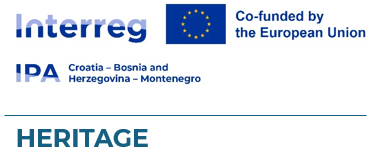 Interreg
Co-funded by
the European Union
IPA
Croatia – Bosnia and
Herzegovina – Montenegro
HERITAGE